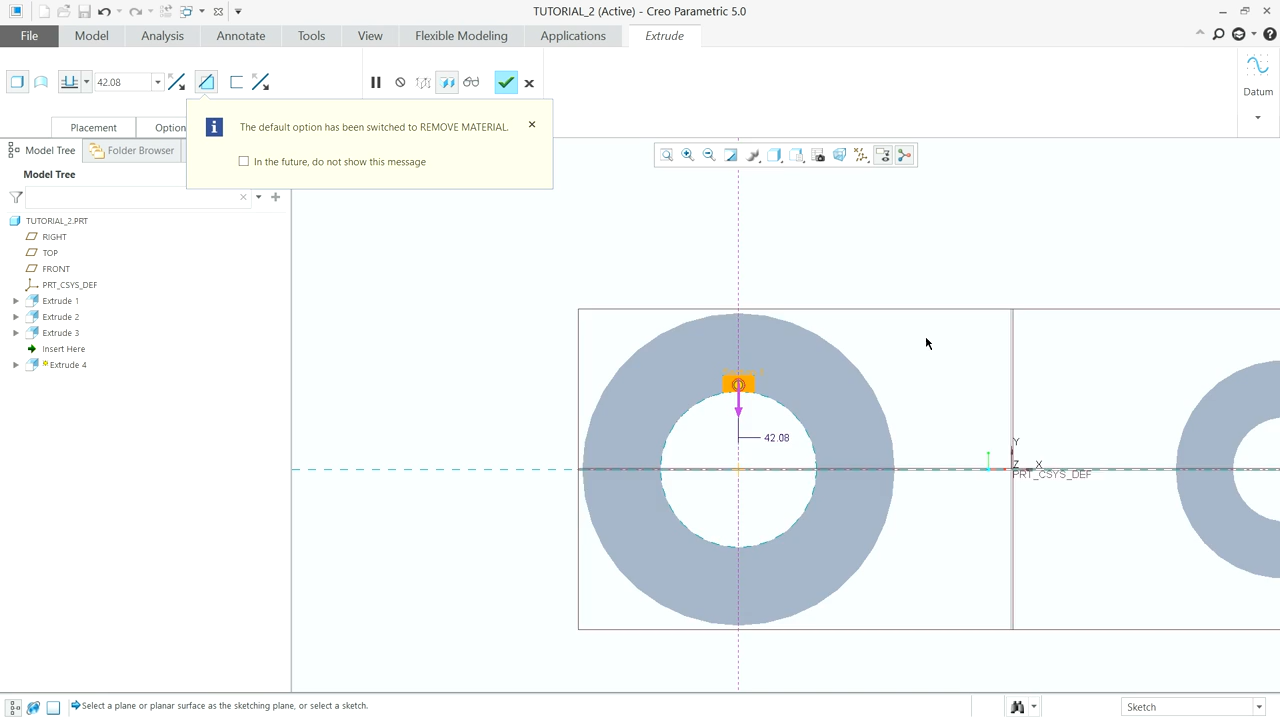 TUTORIAL_2 (Active) - Creo Parametric 5.0
File
Model
Analysis
Annotate
Tools
View
Flexible Modeling
Applications
Extrude
42.08
Datum
Placement
Option
The default option has been switched to REMOVE MATERIAL.
In the future, do not show this message
Model Tree
Folder Browser
Model Tree
TUTORIAL_2.PRT
RIGHT
TOP
FRONT
PRT_CSYS_DEF
Extrude 1
Extrude 2
Extrude 3
Insert Here
Extrude 4
42.08
Y
Z
X
PRT_CSYS_DEF
Select a plane or planar surface as the sketching plane, or select a sketch.
Sketch